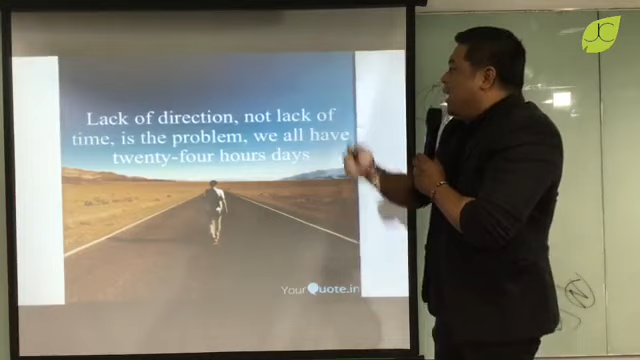 Lack of direction, not lack of
time, is the problem, we all have
twenty-four hours days
YourQuote.in
JC
N